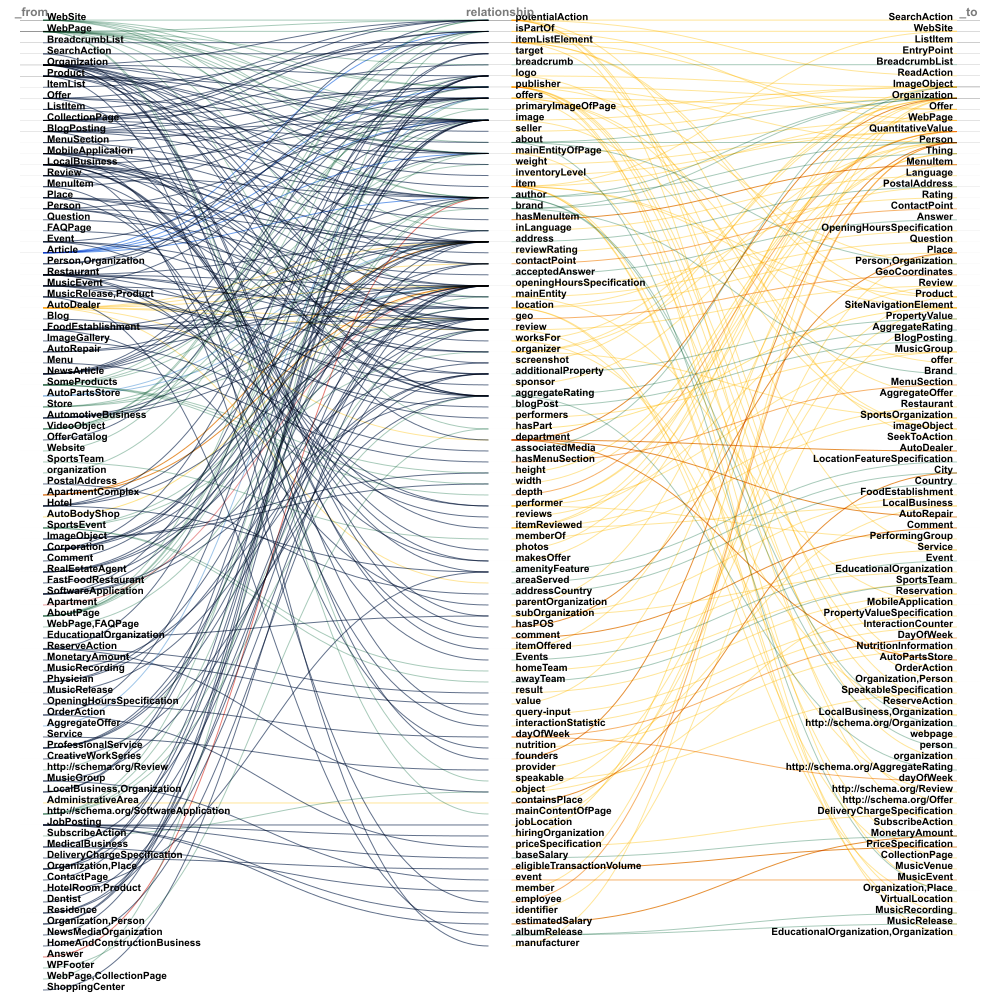 _from
relationship
_to
WebSite
WebPage
BreadcrumbList
SearchAction
Organization
Product
ItemList
Offer
ListItem
CollectionPage
BlogPosting
MenuSection
MobileApplication
LocalBusiness
Review
MenuItem
Place
Person
Question
FAQPage
Event
Article
Person,Organization
Restaurant
MusicEvent
MusicRelease,Product
AutoDealer
Blog
FoodEstablishment
ImageGallery
AutoRepair
Menu
NewsArticle
SomeProducts
AutoPartsStore
Store
AutomotiveBusiness
VideoObject
OfferCatalog
Website
SportsTeam
organization
PostalAddress
ApartmentComplex
Hotel
AutoBodyShop
SportsEvent
ImageObject
Corporation
Comment
RealEstateAgent
FastFoodRestaurant
SoftwareApplication
Apartment
AboutPage
WebPage,FAQPage
EducationalOrganization
ReserveAction
MonetaryAmount
MusicRecording
Physician
MusicRelease
OpeningHoursSpecification
OrderAction
AggregateOffer
Service
ProfessionalService
CreativeWorkSeries
http://schema.org/Review
MusicGroup
LocalBusiness,Organization
AdministrativeArea
http://schema.org/SoftwareApplication
JobPosting
SubscribeAction
MedicalBusiness
DeliveryChargeSpecification
Organization,Place
ContactPage
HotelRoom,Product
Dentist
Residence
Organization,Person
NewsMediaOrganization
HomeAndConstructionBusiness
Answer
WPFooter
WebPage,CollectionPage
ShoppingCenter
potentialAction
isPartOf
itemListElement
target
breadcrumb
logo
publisher
offers
primaryImageOfPage
image
seller
about
mainEntityOfPage
weight
inventoryLevel
item
author
brand
hasMenuItem
inLanguage
address
reviewRating
contactPoint
acceptedAnswer
openingHoursSpecification
mainEntity
location
geo
review
worksFor
organizer
screenshot
additionalProperty
sponsor
aggregateRating
blogPost
performers
hasPart
department
associatedMedia
hasMenuSection
height
width
depth
performer
reviews
itemReviewed
memberOf
photos
makesOffer
amenityFeature
areaServed
addressCountry
parentOrganization
subOrganization
hasPOS
comment
itemOffered
Events
homeTeam
awayTeam
result
value
query-input
interactionStatistic
dayOfWeek
nutrition
founders
provider
speakable
object
containsPlace
mainContentOfPage
jobLocation
hiringOrganization
priceSpecification
baseSalary
eligibleTransactionVolume
event
member
employee
identifier
estimatedSalary
albumRelease
manufacturer
SearchAction
WebSite
ListItem
EntryPoint
BreadcrumbList
ReadAction
ImageObject
Organization
Offer
WebPage
QuantitativeValue
Person
Thing
MenuItem
Language
PostalAddress
Rating
ContactPoint
Answer
OpeningHoursSpecification
Question
Place
Person,Organization
GeoCoordinates
Review
Product
SiteNavigationElement
PropertyValue
AggregateRating
BlogPosting
MusicGroup
offer
Brand
MenuSection
AggregateOffer
Restaurant
SportsOrganization
imageObject
SeekToAction
AutoDealer
LocationFeatureSpecification
City
Country
FoodEstablishment
LocalBusiness
AutoRepair
Comment
PerformingGroup
Service
Event
EducationalOrganization
SportsTeam
Reservation
MobileApplication
PropertyValueSpecification
InteractionCounter
DayOfWeek
NutritionInformation
AutoPartsStore
OrderAction
Organization,Person
SpeakableSpecification
ReserveAction
LocalBusiness,Organization
http://schema.org/Organization
webpage
person
organization
http://schema.org/AggregateRating
dayOfWeek
http://schema.org/Review
http://schema.org/Offer
DeliveryChargeSpecification
SubscribeAction
MonetaryAmount
PriceSpecification
CollectionPage
MusicVenue
MusicEvent
Organization,Place
VirtualLocation
MusicRecording
MusicRelease
EducationalOrganization,Organization